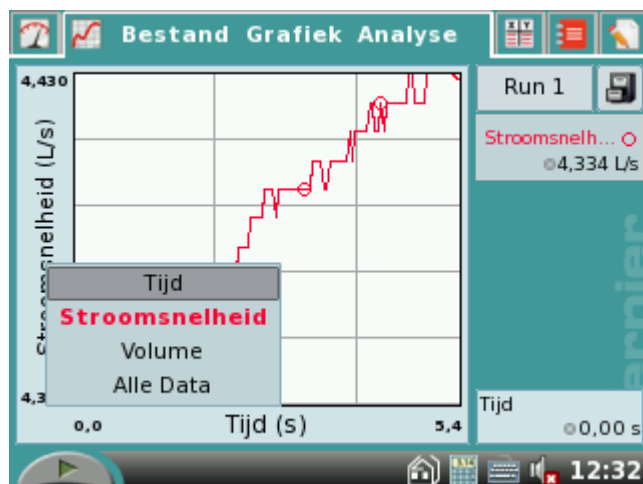 Bestand Grafiek Analyse
X Y
4,430
Stroomsnelheid (L/s)
Run 1
Stroomsnelh...
4,334 L/s
Tijd
Stroomsnelheid
Volume
Alle Data
4,3
0,0
Tijd (s)
5,4
Tijd
0,00 s
ernier
12:32